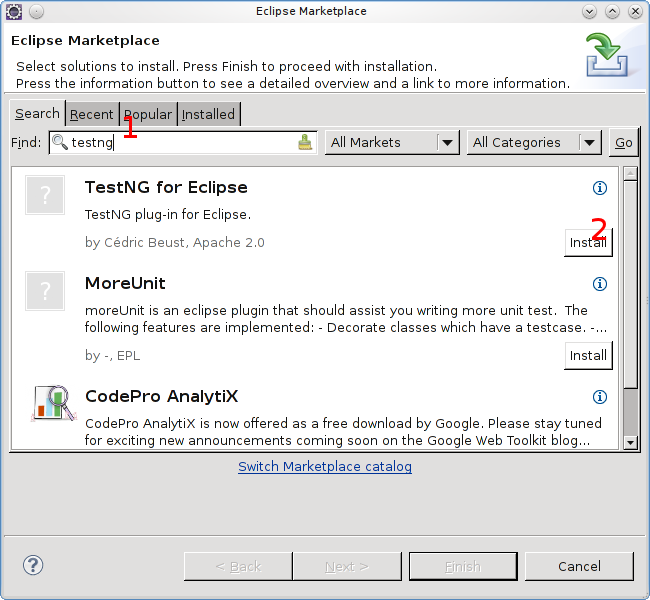 Eclipse Marketplace
Eclipse Marketplace
Select solutions to install. Press Finish to proceed with installation.
Press the information button to see a detailed overview and a link to more information.
Search Recent Popular Installed
1
Find: testng All Markets All Categories Go
?
TestNG for Eclipse
TestNG plug-in for Eclipse.
2
by Cédric Beust, Apache 2.0 Install
?
MoreUnit
moreUnit is an eclipse plugin that should assist you writing more unit test. The
following features are implemented: - Decorate classes which have a testcase. -...
by -, EPL Install
CodePro AnalytiX
CodePro AnalytiX is now offered as a free download by Google. Please stay tuned
for exciting new announcements coming soon on the Google Web Toolkit blog...
Switch Marketplace catalog
? < Back Next > Finish Cancel